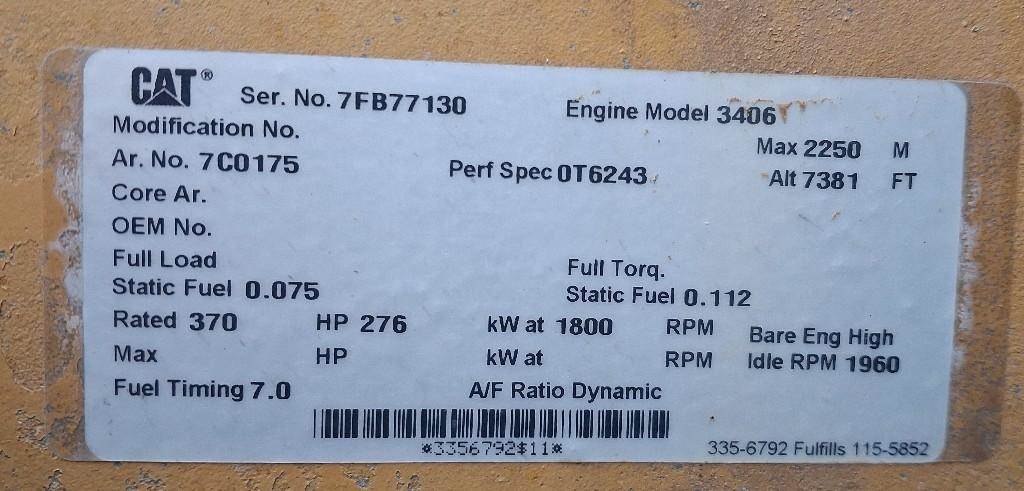 CAT® Ser. No. 7FB77130 Engine Model 3406
Modification No. Max 2250 M
Ar. No. 7C0175 Perf Spec 0T6243 Alt 7381 FT
Core Ar.
OEM No.
Full Load Full Torq.
Static Fuel 0.075 Static Fuel 0.112
Rated 370 HP 276 kW at 1800 RPM Bare Eng High
Max HP kW at RPM Idle RPM 1960
Fuel Timing 7.0 A/F Ratio Dynamic
*3356792$11*
335-6792 Fulfills 115-5852